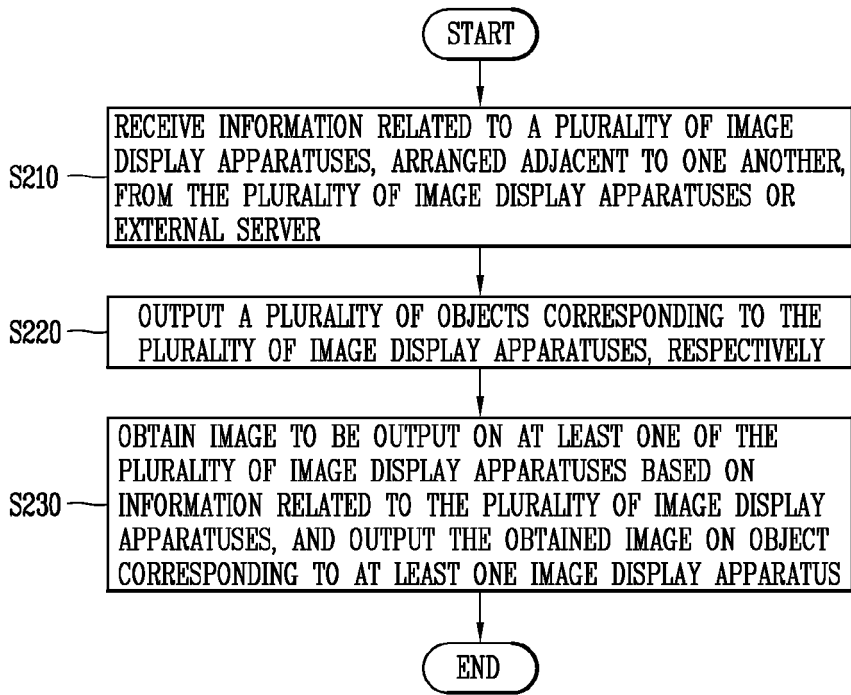 START
S210
RECEIVE INFORMATION RELATED TO A PLURALITY OF IMAGE
DISPLAY APPARATUSES, ARRANGED ADJACENT TO ONE ANOTHER,
FROM THE PLURALITY OF IMAGE DISPLAY APPARATUSES OR
EXTERNAL SERVER
S220
OUTPUT A PLURALITY OF OBJECTS CORRESPONDING TO THE
PLURALITY OF IMAGE DISPLAY APPARATUSES, RESPECTIVELY
S230
OBTAIN IMAGE TO BE OUTPUT ON AT LEAST ONE OF THE
PLURALITY OF IMAGE DISPLAY APPARATUSES BASED ON
INFORMATION RELATED TO THE PLURALITY OF IMAGE DISPLAY
APPARATUSES, AND OUTPUT THE OBTAINED IMAGE ON OBJECT
CORRESPONDING TO AT LEAST ONE IMAGE DISPLAY APPARATUS
END